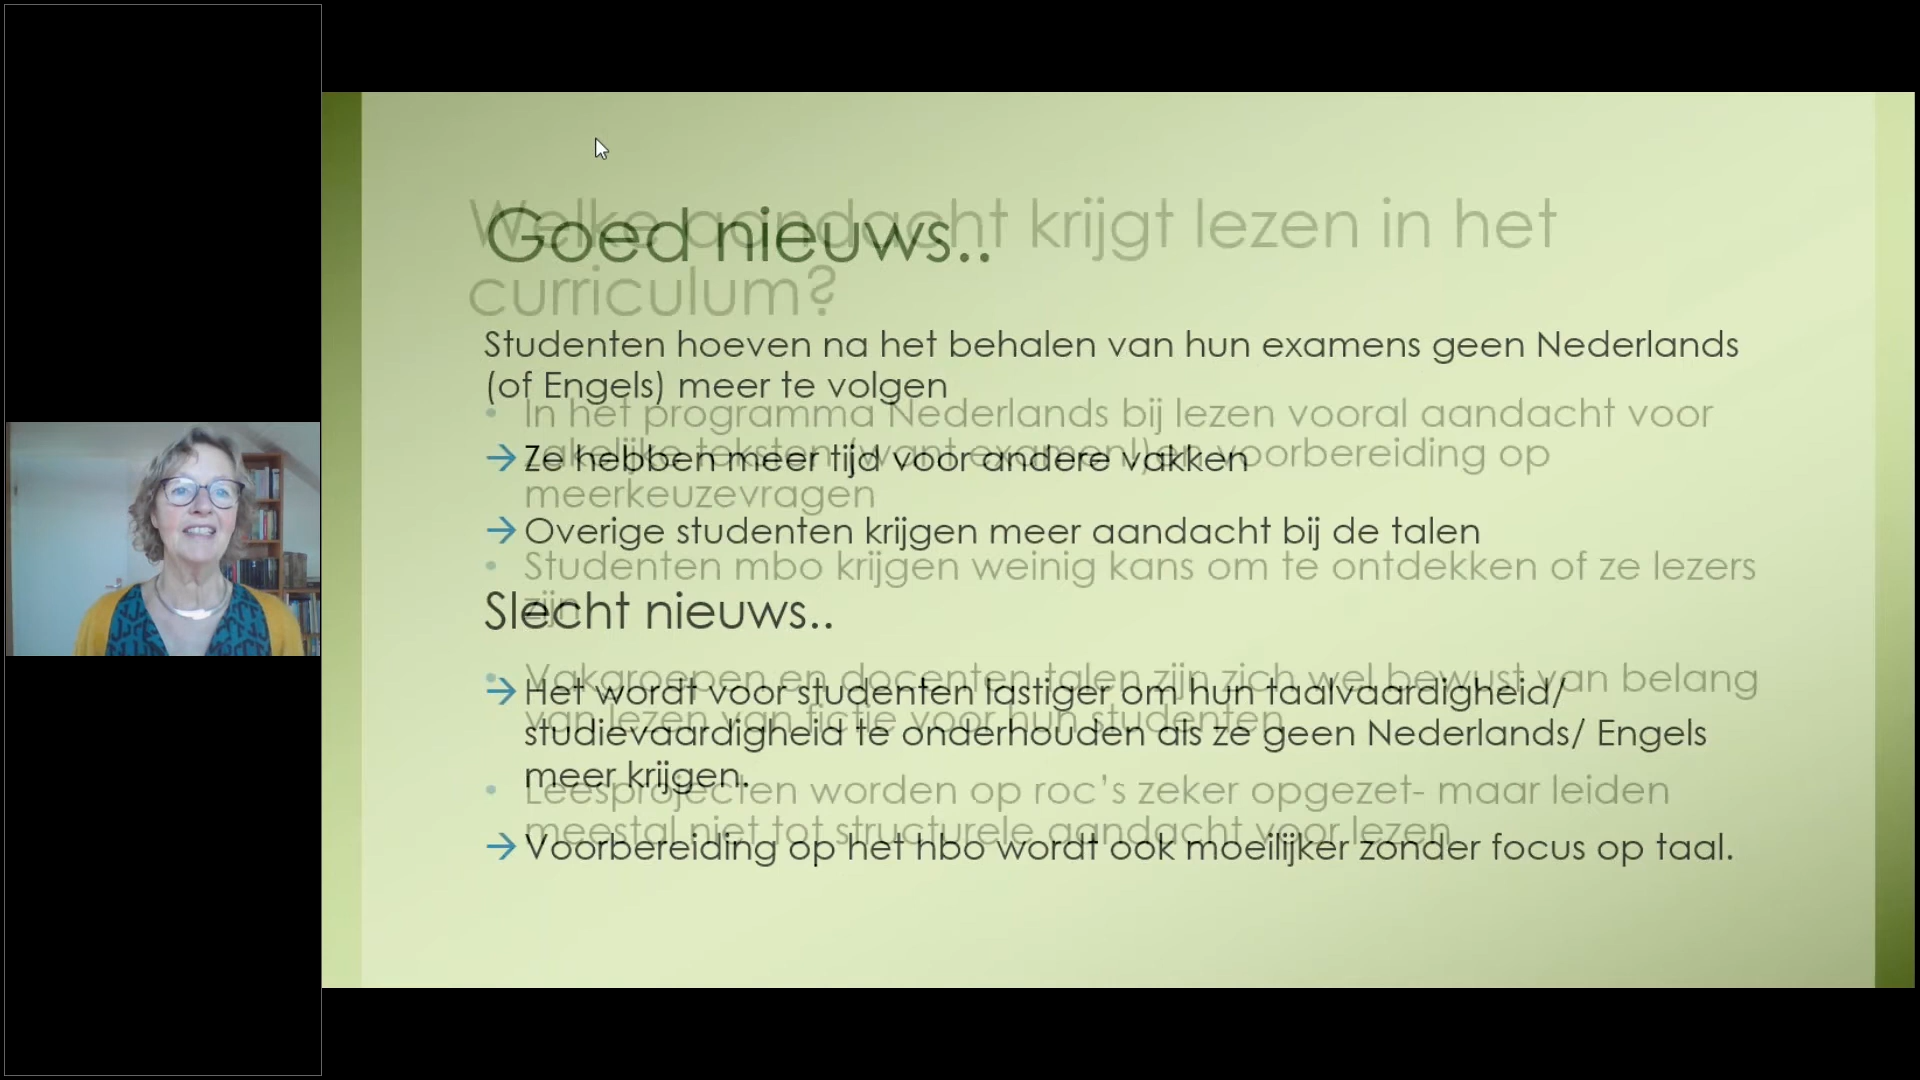 Goed nieuws..
Studenten hoeven na het behalen van hun examens geen Nederlands
(of Engels) meer te volgen
→ Ze hebben meer tijd voor andere vakken
→ Overige studenten krijgen meer aandacht bij de talen
Slecht nieuws..
→ Het wordt voor studenten lastiger om hun taalvaardigheid/
studievaardigheid te onderhouden als ze geen Nederlands/ Engels
meer krijgen.
→ Voorbereiding op het hbo wordt ook moeilijker zonder focus op taal.
Welke aandacht krijgt lezen in het
curriculum?
• In het programma Nederlands bij lezen vooral aandacht voor
zakelijke teksten (want examen!) en voorbereiding op
meerkeuzevragen
• Studenten mbo krijgen weinig kans om te ontdekken of ze lezers
zijn
• Vakgroepen en docenten talen zijn zich wel bewust van belang
van lezen van fictie voor hun studenten
• Leesprojecten worden op roc's zeker opgezet- maar leiden
meestal niet tot structurele aandacht voor lezen